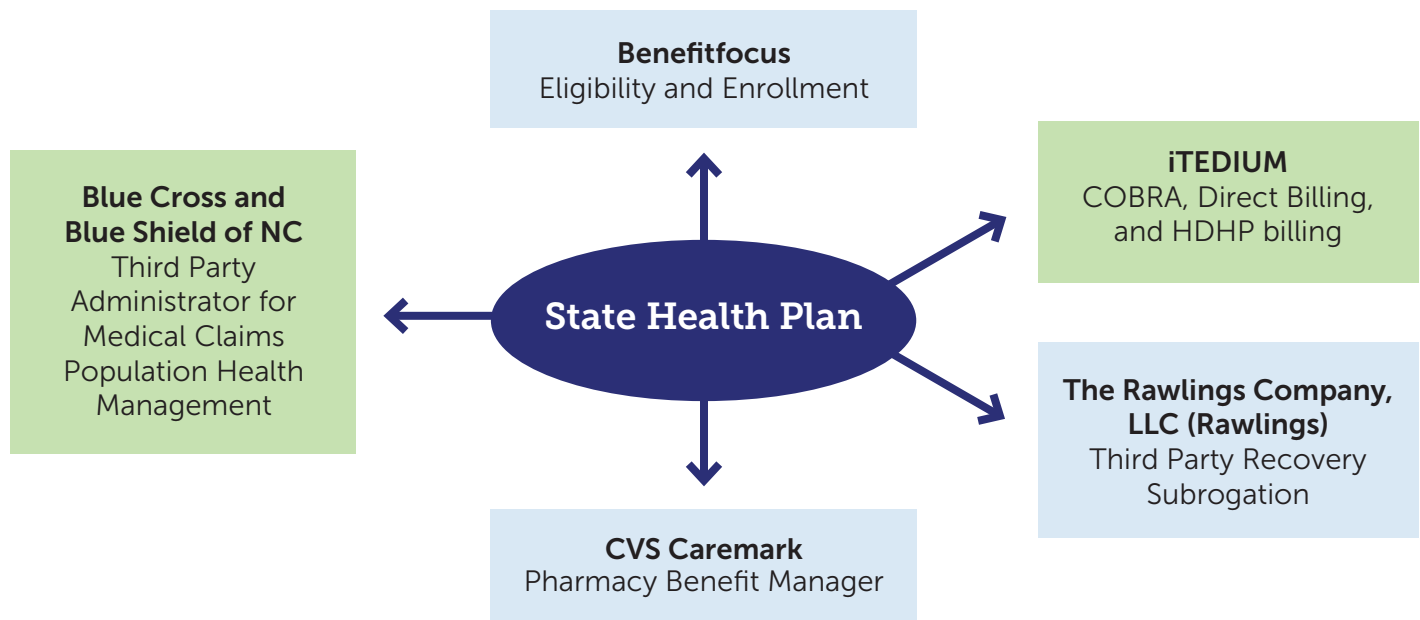 Benefitfocus
Eligibility and Enrollment
Blue Cross and
Blue Shield of NC
Third Party
Administrator for
Medical Claims
Population Health
Management
State Health Plan
iTEDIUM
COBRA, Direct Billing,
and HDHP billing
The Rawlings Company,
LLC (Rawlings)
Third Party Recovery
Subrogation
CVS Caremark
Pharmacy Benefit Manager